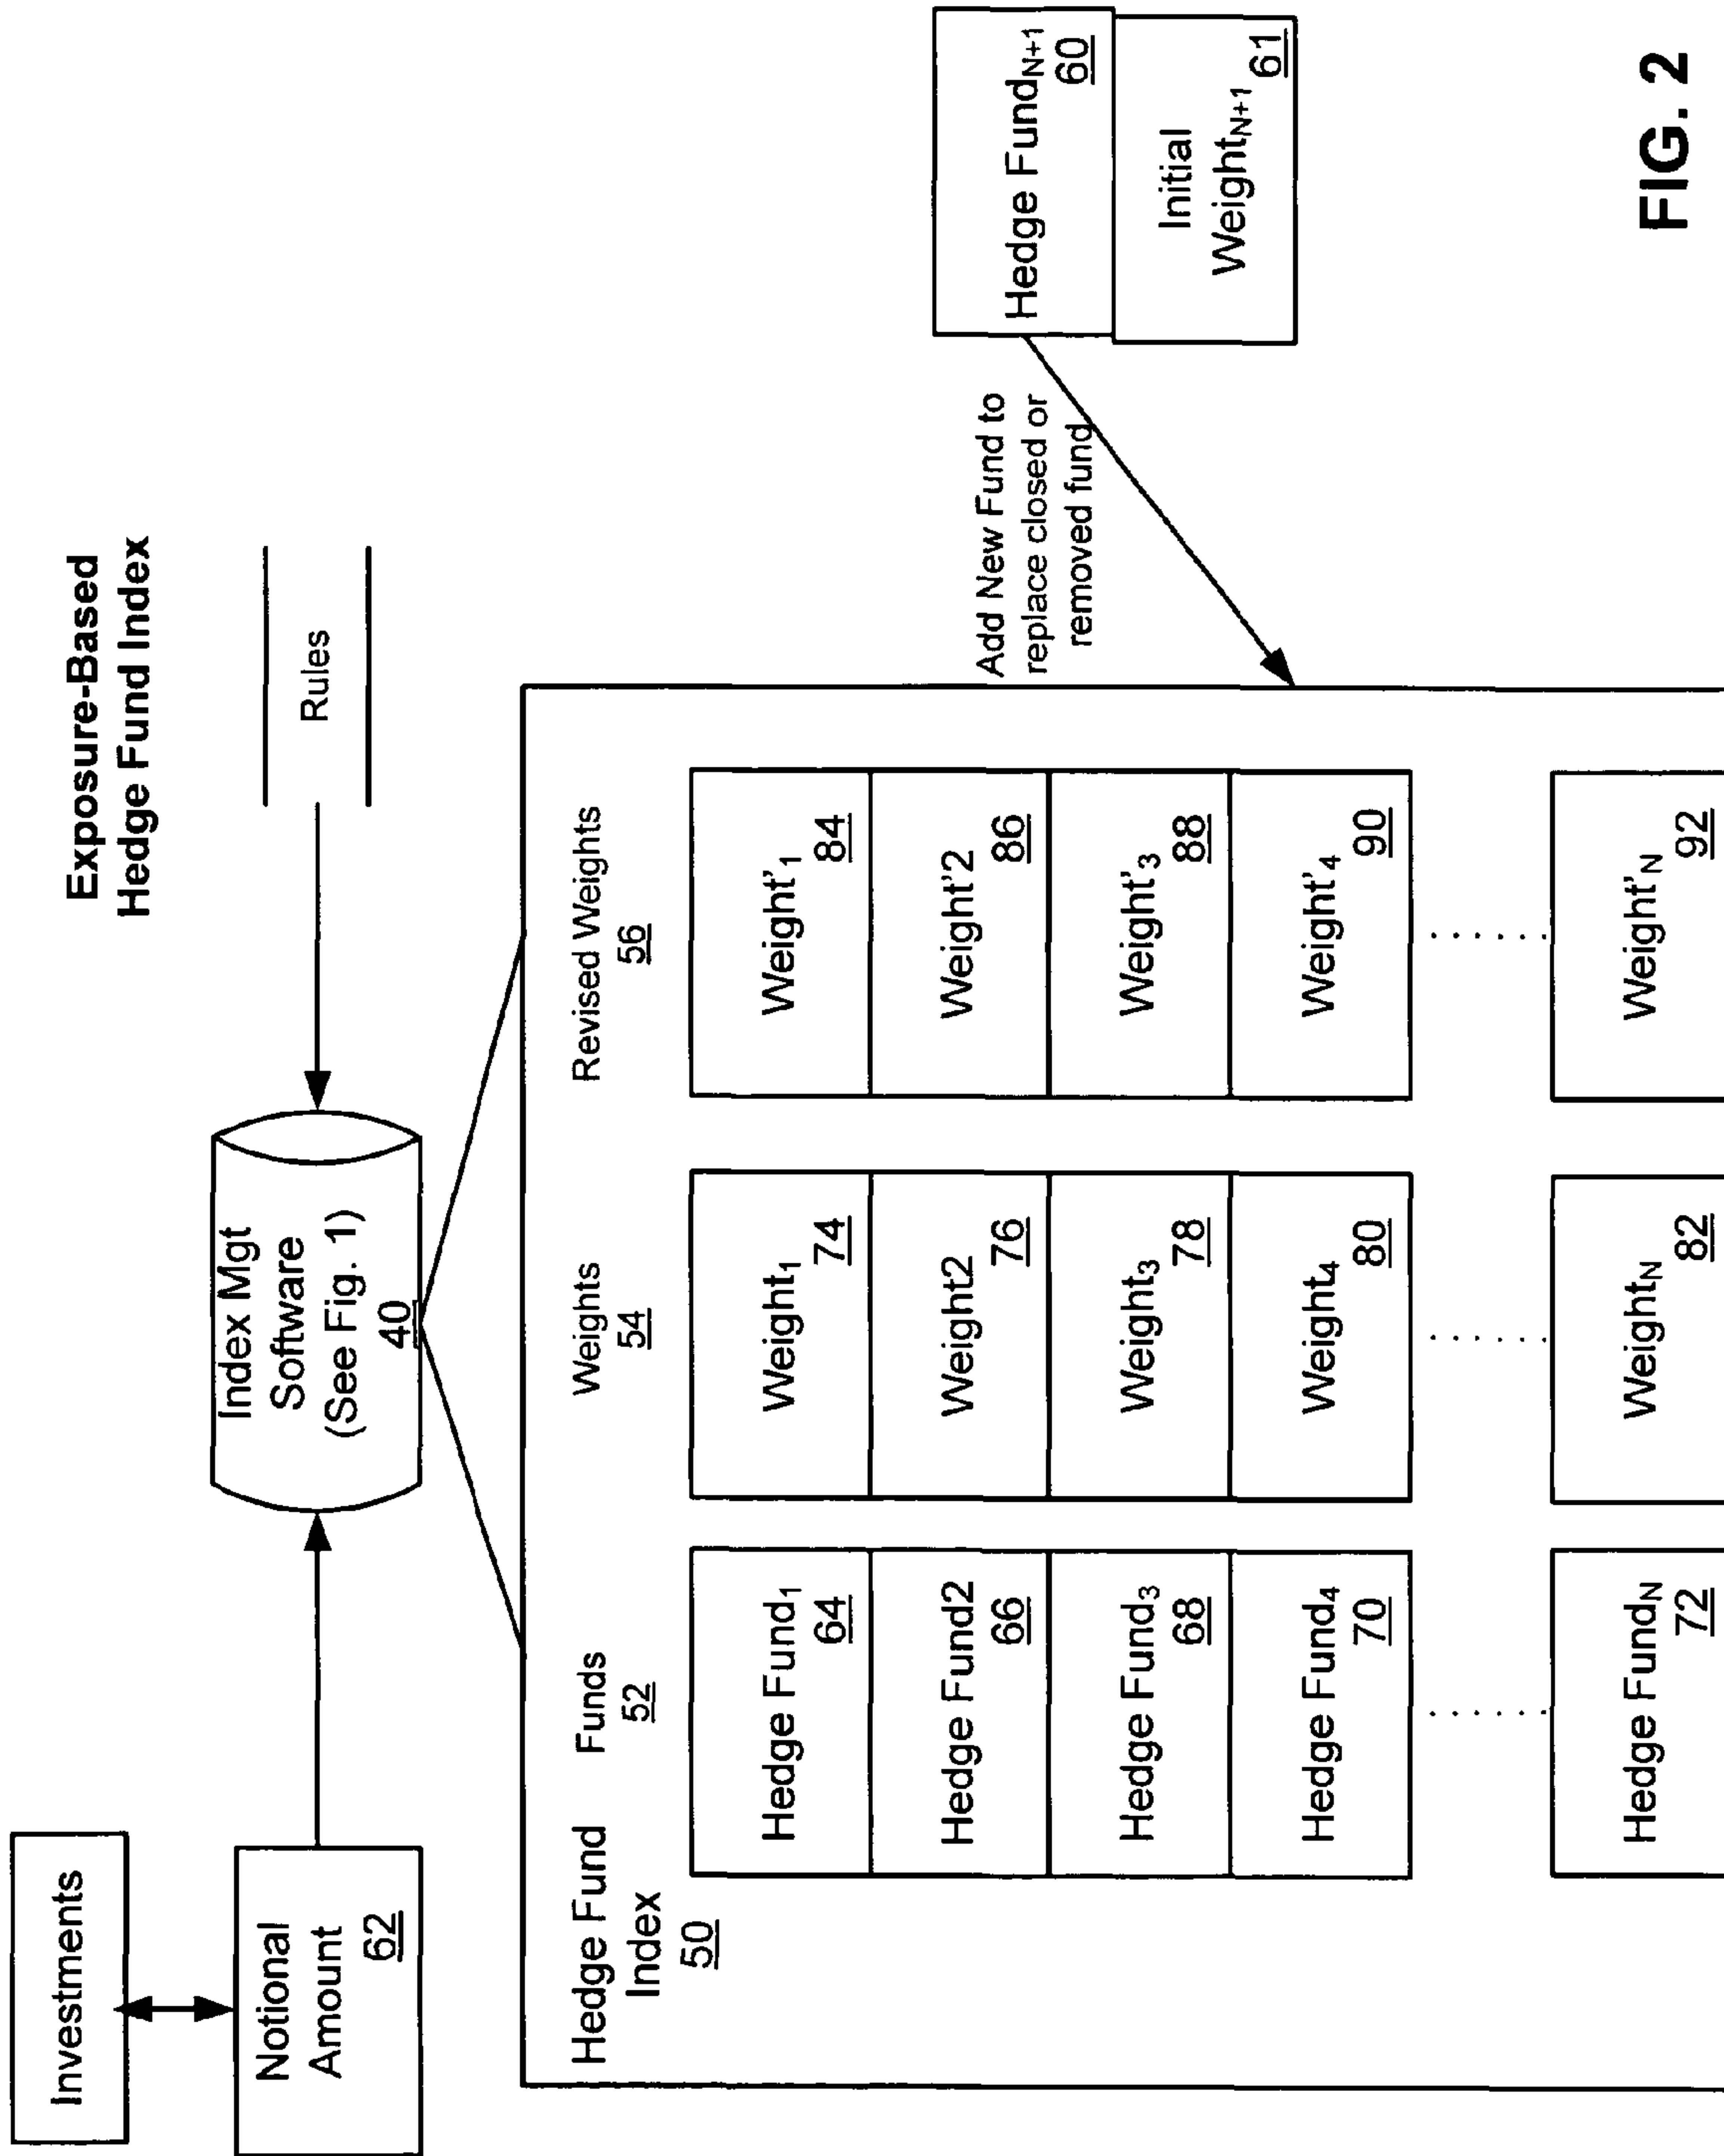 Exposure-Based
Hedge Fund Index
Investments
Notional
Amount
62
Index Mgt
Software
(See Fig. 1)
40
Rules
Hedge Fund
Index
50
Funds
52
Weights
54
Revised Weights
56
Hedge Fund1
64
Weight1
74
Weight'1
84
Hedge Fund2
66
Weight2
76
Weight'2
86
Hedge Fund3
68
Weight3
78
Weight'3
88
Hedge Fund4
70
Weight4
80
Weight'4
90
Hedge FundN
72
WeightN
82
Weight'N
92
Add New Fund to
replace closed or
removed fund
Hedge FundN+1
60
Initial
WeightN+1
61
FIG. 2